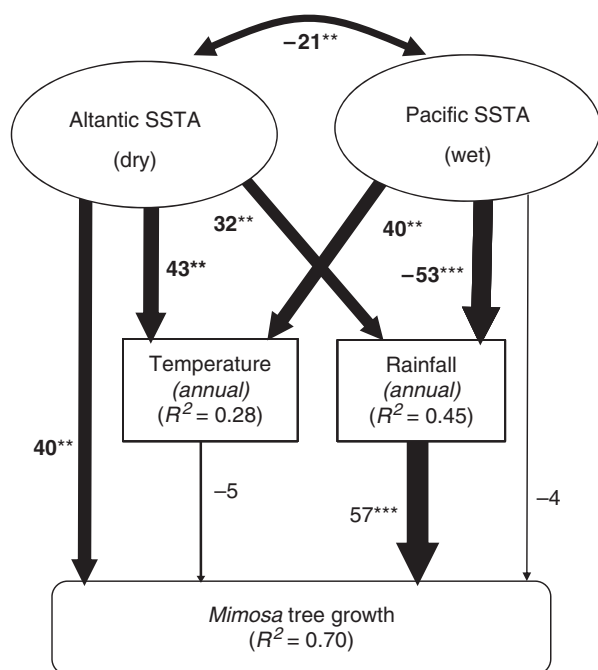 −21**
Altantic SSTA
(dry)
Pacific SSTA
(wet)
32**
40**
43**
−53***
Temperature
(annual)
(R² = 0.28)
Rainfall
(annual)
(R² = 0.45)
40**
−5
57***
−4
Mimosa tree growth
(R² = 0.70)